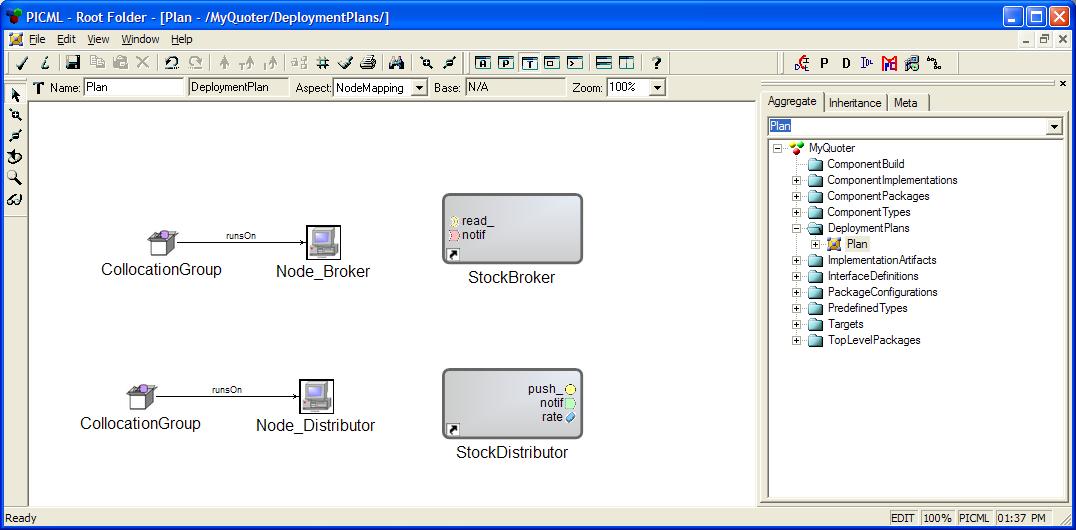 PICML - Root Folder - [Plan - /MyQuoter/DeploymentPlans/]
File Edit View Window Help
A P T ?
P D IDL
T Name: Plan DeploymentPlan Aspect: NodeMapping Base: N/A Zoom: 100%
Aggregate Inheritance Meta
Plan
MyQuoter
ComponentBuild
ComponentImplementations
ComponentPackages
ComponentTypes
DeploymentPlans
Plan
ImplementationArtifacts
InterfaceDefinitions
PackageConfigurations
PredefinedTypes
Targets
TopLevelPackages
read_
notif
StockBroker
runsOn
CollocationGroup
Node_Broker
push_
notif
rate
StockDistributor
runsOn
CollocationGroup
Node_Distributor
Ready
EDIT 100% PICML 01:37 PM